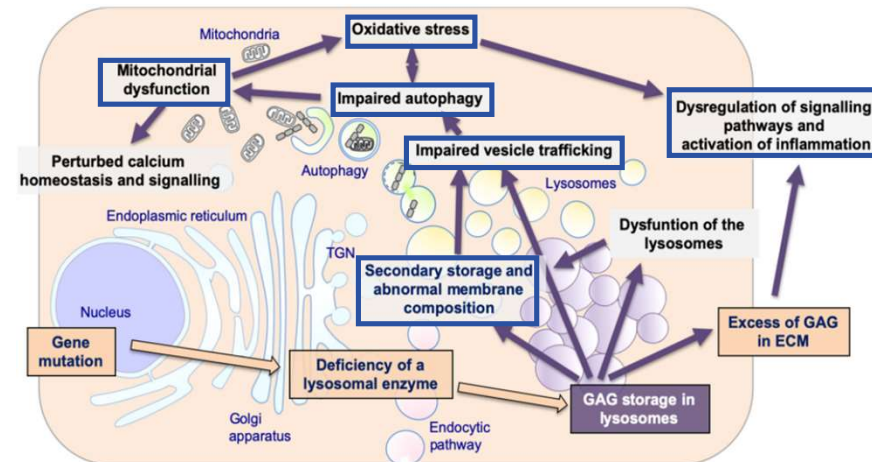 Mitochondria
Oxidative stress
Mitochondrial
dysfunction
Impaired autophagy
Dysregulation of signalling
pathways and
activation of inflammation
Perturbed calcium
homeostasis and signalling
Impaired vesicle trafficking
Autophagy
Lysosomes
Endoplasmic reticulum
Dysfuntion of the
lysosomes
TGN
Secondary storage and
abnormal membrane
composition
Nucleus
Gene
mutation
Excess of GAG
in ECM
Deficiency of a
lysosomal enzyme
GAG storage in
lysosomes
Golgi
apparatus
Endocytic
pathway